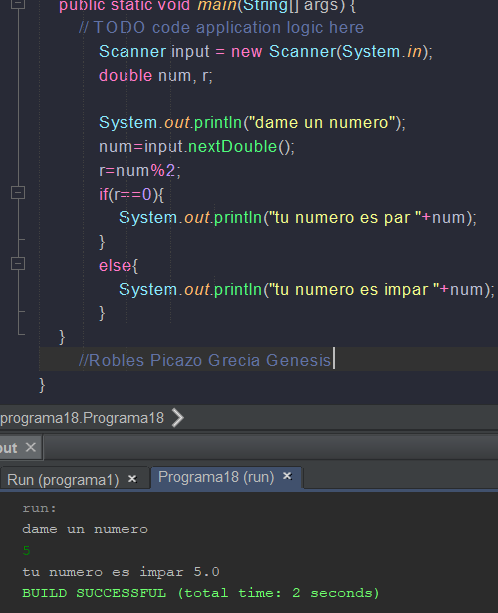 public static void main(String[] args) {
// TODO code application logic here
Scanner input = new Scanner(System.in);
double num, r;
System.out.println("dame un numero");
num=input.nextDouble();
r=num%2;
if(r==0){
System.out.println("tu numero es par "+num);
}
else{
System.out.println("tu numero es impar "+num);
}
}
//Robles Picazo Grecia Genesis
}
programa18.Programa18
out
Run (programa1)
Programa18 (run)
run:
dame un numero
5
tu numero es impar 5.0
BUILD SUCCESSFUL (total time: 2 seconds)